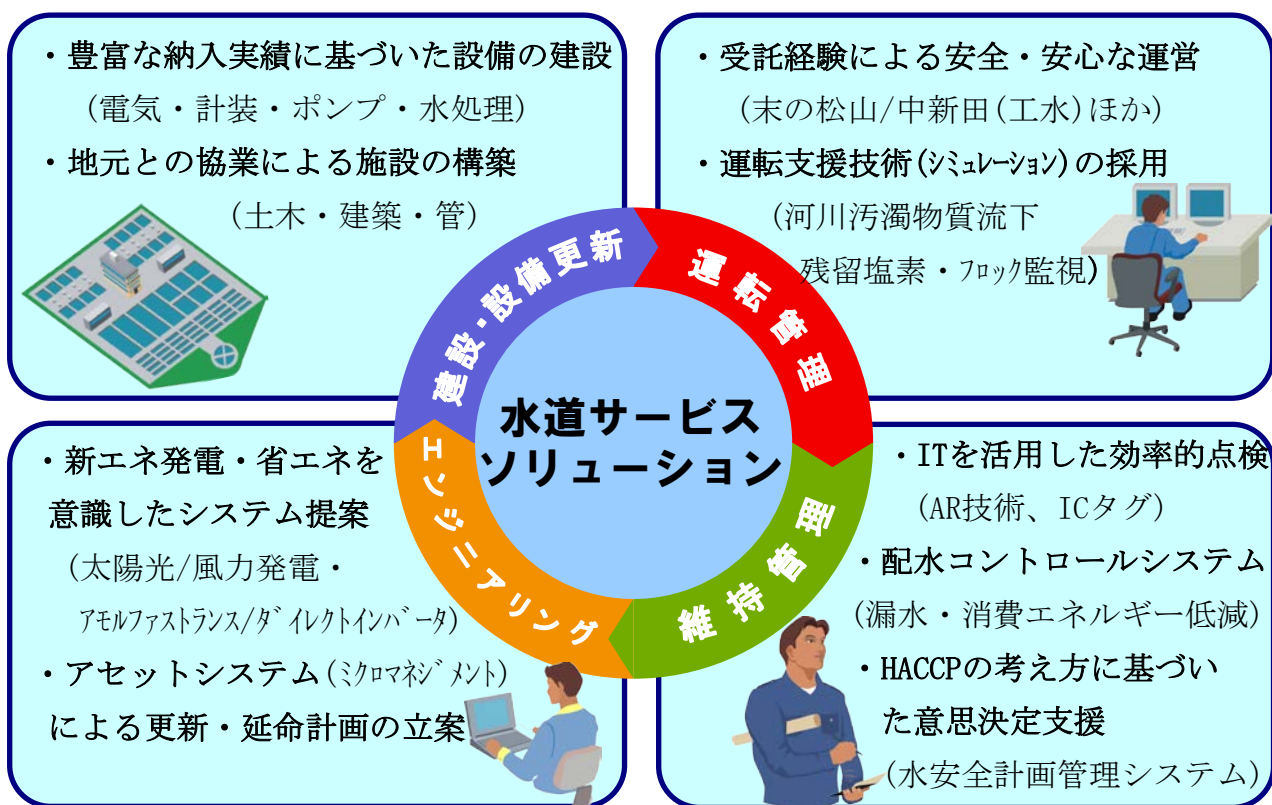 ・豊富な納入実績に基づいた設備の建設
(電気・計装・ポンプ・水処理)
・地元との協業による施設の構築
(土木・建築・管)
・受託経験による安全・安心な運営
(末の松山/中新田(工水)ほか)
・運転支援技術(ｼﾐｭﾚｰｼｮﾝ)の採用
(河川汚濁物質流下
残留塩素・ﾌﾛｯｸ監視)
建設・設備更新
運転管理
水道サービス
ソリューション
エンジニアリング
維持管理
・新エネ発電・省エネを
意識したシステム提案
(太陽光/風力発電・
ｱﾓﾙﾌｧｽﾄﾗﾝｽ/ﾀﾞｲﾚｸﾄｲﾝﾊﾞｰﾀ)
・アセットシステム(ﾐｸﾛﾏﾈｼﾞﾒﾝﾄ)
による更新・延命計画の立案
・ITを活用した効率的点検
(AR技術、ICタグ)
・配水コントロールシステム
(漏水・消費エネルギー低減)
・HACCPの考え方に基づい
た意思決定支援
(水安全計画管理システム)